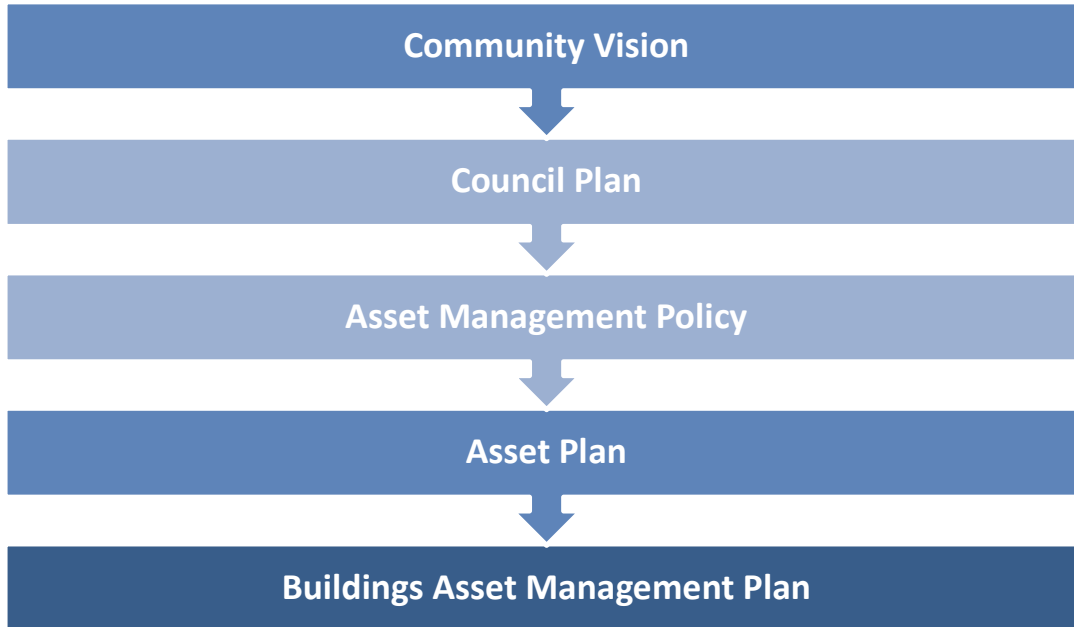 Community Vision
Council Plan
Asset Management Policy
Asset Plan
Buildings Asset Management Plan